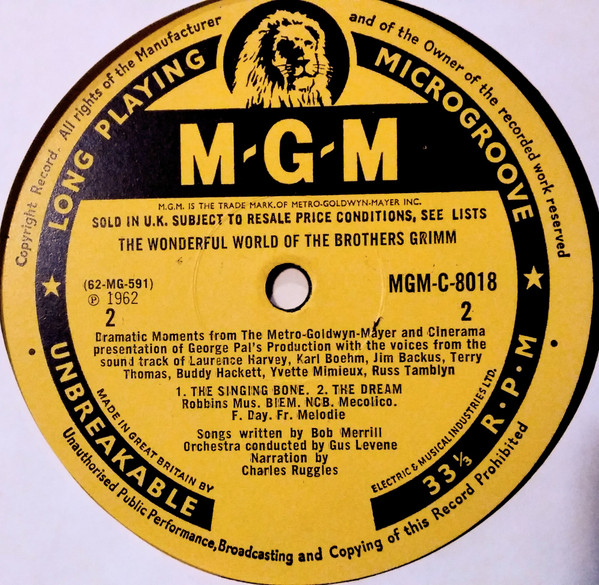 Copyright Record. All rights of the Manufacturer and of the Owner of the recorded work reserved
LONG PLAYING MICROGROOVE
M-G-M
M.G.M. IS THE TRADE MARK OF METRO-GOLDWYN-MAYER INC.
SOLD IN U.K. SUBJECT TO RESALE PRICE CONDITIONS, SEE LISTS
THE WONDERFUL WORLD OF THE BROTHERS GRIMM
(62-MG-591)
℗ 1962
2
MGM-C-8018
2
Dramatic Moments from The Metro-Goldwyn-Mayer and Cinerama
presentation of George Pal's Production with the voices from the
sound track of Laurence Harvey, Karl Boehm, Jim Backus, Terry
Thomas, Buddy Hackett, Yvette Mimieux, Russ Tamblyn
1. THE SINGING BONE. 2. THE DREAM
Robbins Mus. BIEM. NCB. Mecolico.
F. Day. Fr. Melodie
Songs written by Bob Merrill
Orchestra conducted by Gus Levene
Narration by
Charles Ruggles
MADE IN GREAT BRITAIN BY ELECTRIC & MUSICAL INDUSTRIES LTD.
UNBREAKABLE 33⅓ R·P·M
Unauthorised Public Performance, Broadcasting and Copying of this Record Prohibited